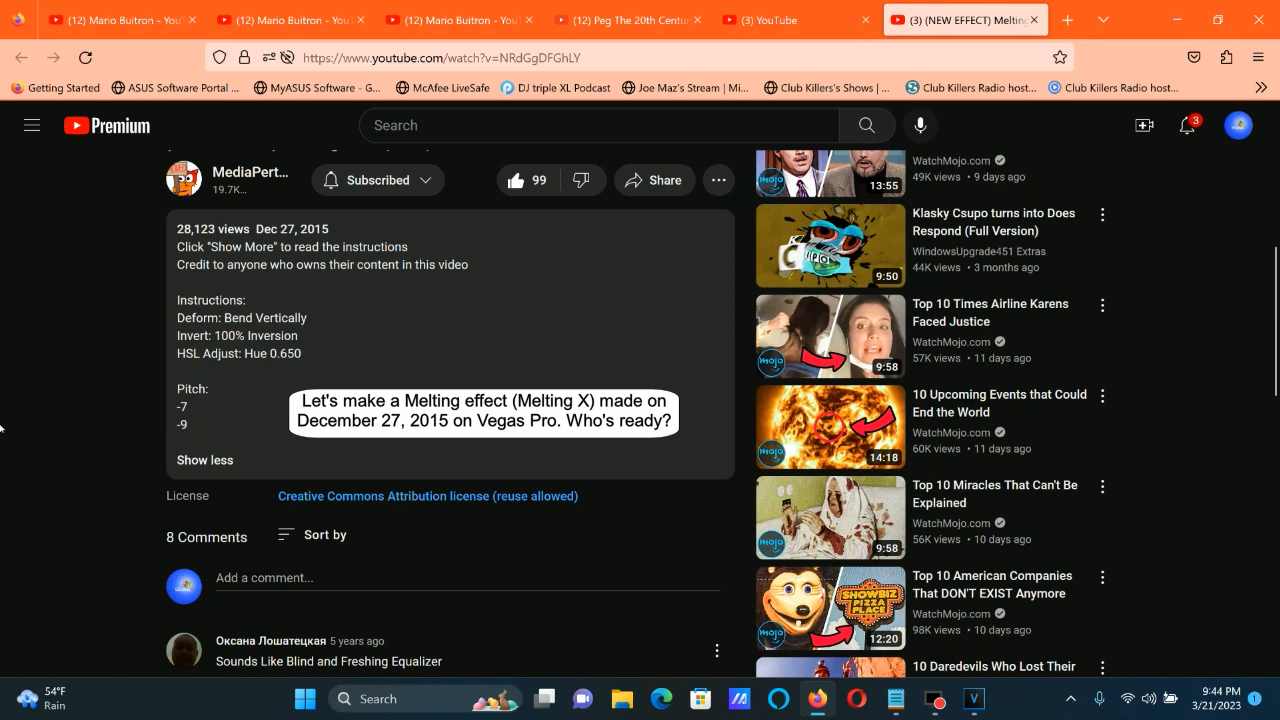 (12) Mario Buitron - YouT
(12) Mario Buitron - YouT
(12) Mario Buitron - YouT
(12) Peg The 20th Centur
(3) YouTube
(3) (NEW EFFECT) Melting
https://www.youtube.com/watch?v=NRdGgDFGhLY
Getting Started
ASUS Software Portal ...
MyASUS Software - G...
McAfee LiveSafe
DJ triple XL Podcast
Joe Maz's Stream | Mi...
Club Killers's Shows | ...
Club Killers Radio host...
Club Killers Radio host...
Premium
Search
3
MediaPert...
19.7K...
Subscribed
99
Share
28,123 views Dec 27, 2015
Click "Show More" to read the instructions
Credit to anyone who owns their content in this video
Instructions:
Deform: Bend Vertically
Invert: 100% Inversion
HSL Adjust: Hue 0.650
Pitch:
-7
-9
Let's make a Melting effect (Melting X) made on
December 27, 2015 on Vegas Pro. Who's ready?
Show less
License
Creative Commons Attribution license (reuse allowed)
8 Comments
Sort by
Add a comment...
Оксана Лошатецкая 5 years ago
Sounds Like Blind and Freshing Equalizer
mojo
13:55
WatchMojo.com
49K views • 9 days ago
9:50
Klasky Csupo turns into Does
Respond (Full Version)
WindowsUpgrade451 Extras
44K views • 3 months ago
mojo
9:58
Top 10 Times Airline Karens
Faced Justice
WatchMojo.com
57K views • 11 days ago
mojo
14:18
10 Upcoming Events that Could
End the World
WatchMojo.com
60K views • 11 days ago
mojo
9:58
Top 10 Miracles That Can't Be
Explained
WatchMojo.com
56K views • 10 days ago
SHOWBIZ
PIZZA
PLACE
mojo
12:20
Top 10 American Companies
That DON'T EXIST Anymore
WatchMojo.com
98K views • 10 days ago
10 Daredevils Who Lost Their
54°F
Rain
Search
9:44 PM
3/21/2023
1